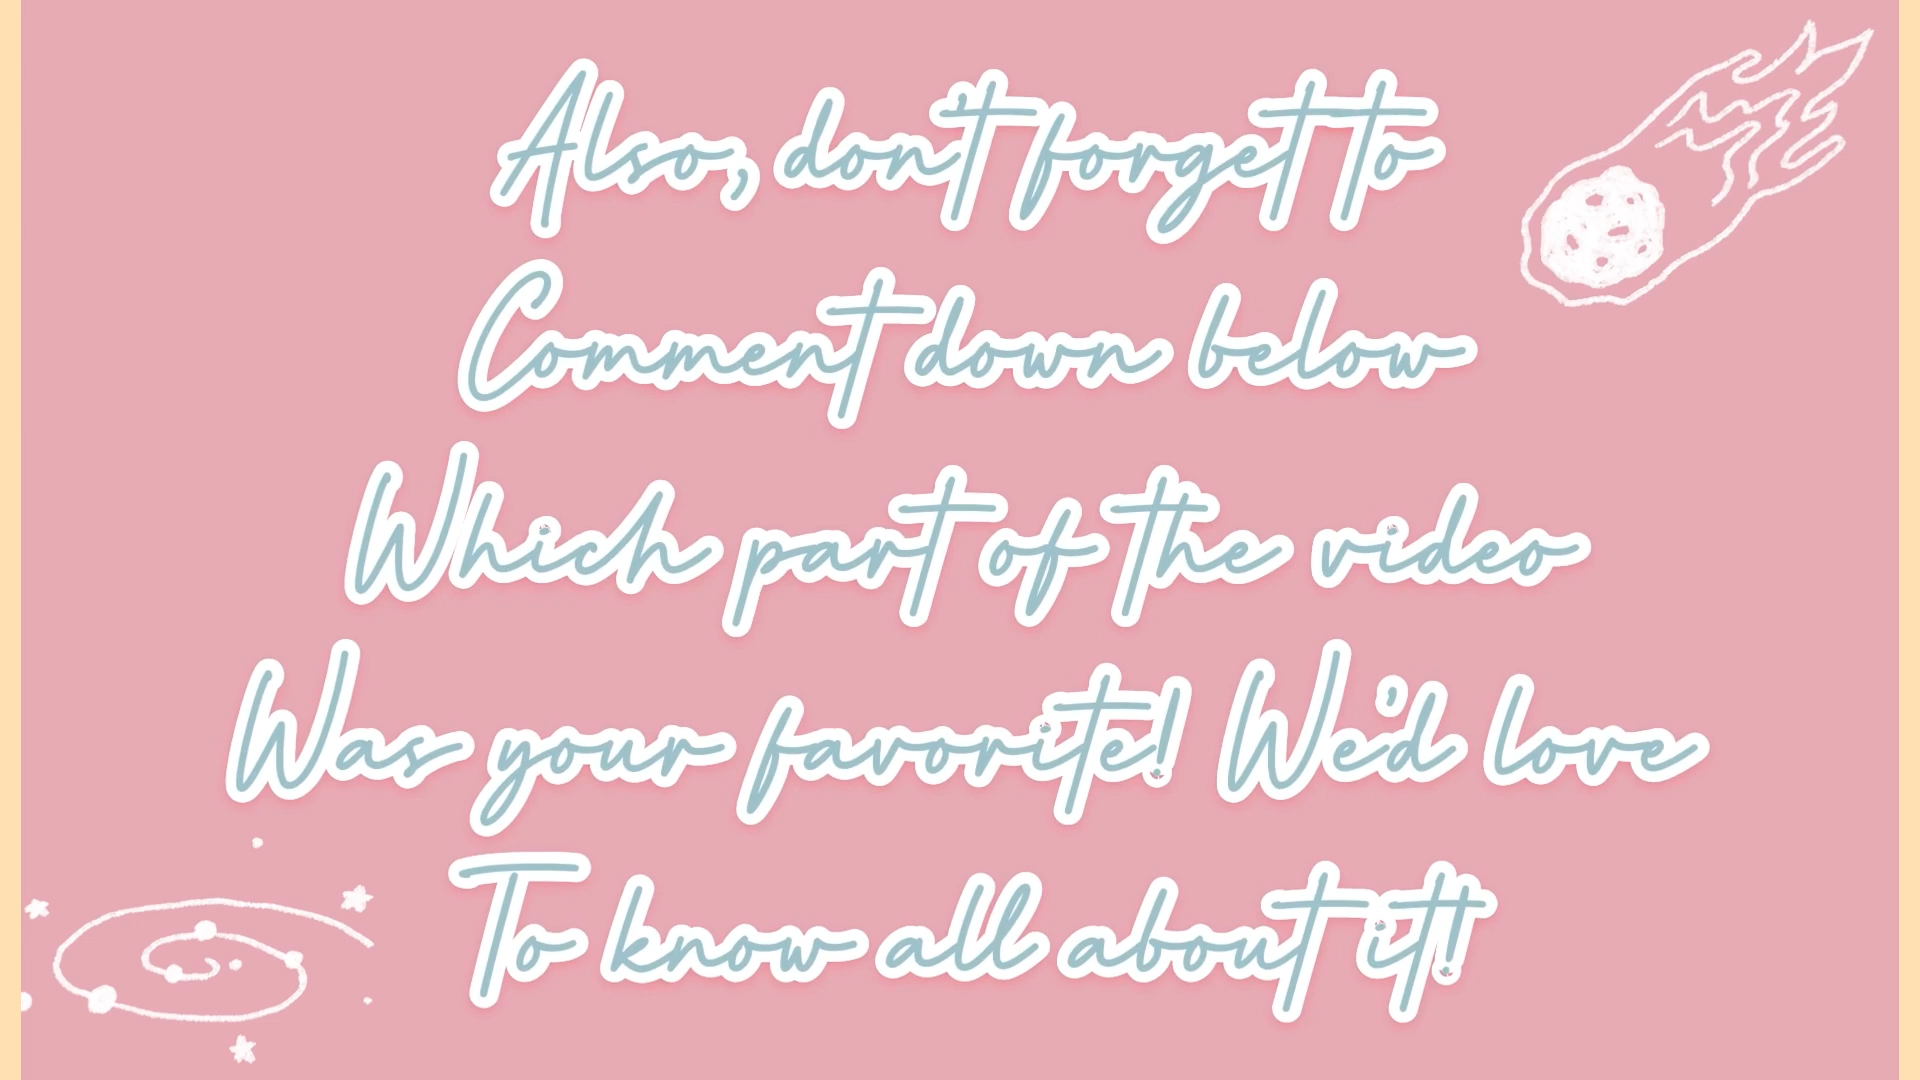 Also, don't forget to
Comment down below
Which part of the video
Was your favorite! We'd love
To know all about it!